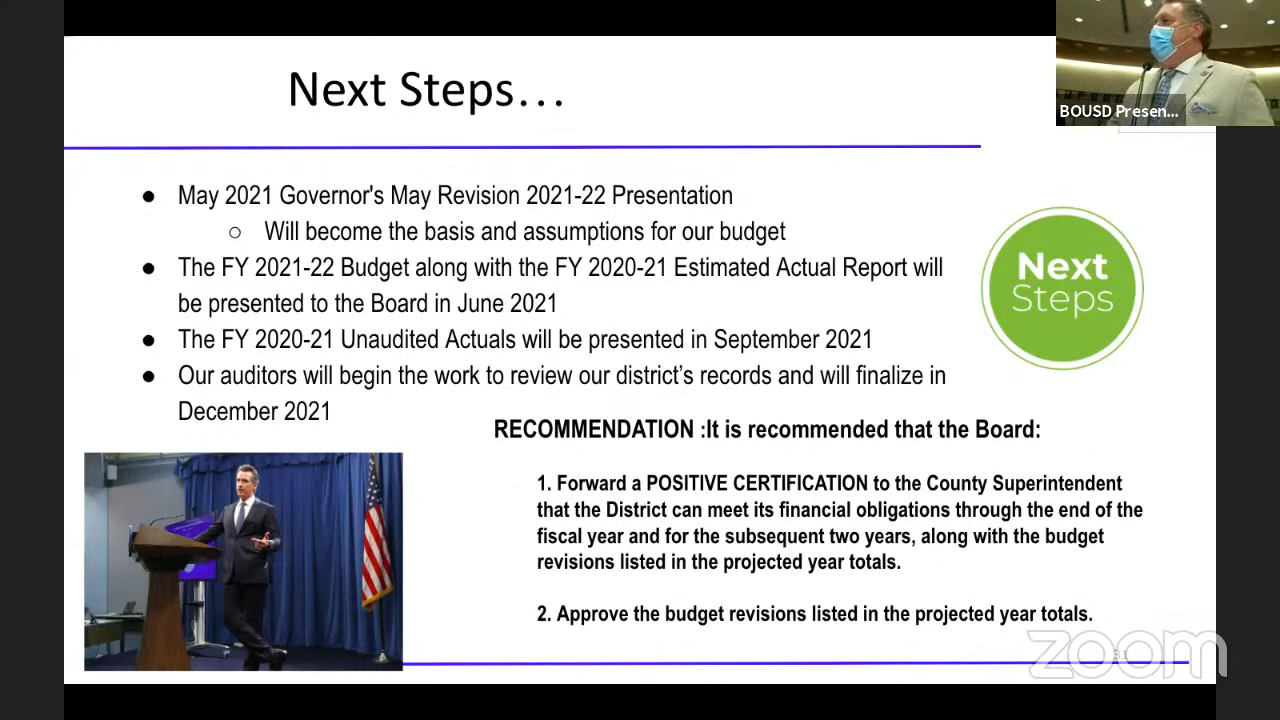 Next Steps…
BOUSD Presen...
● May 2021 Governor's May Revision 2021-22 Presentation
○ Will become the basis and assumptions for our budget
● The FY 2021-22 Budget along with the FY 2020-21 Estimated Actual Report will
be presented to the Board in June 2021
● The FY 2020-21 Unaudited Actuals will be presented in September 2021
● Our auditors will begin the work to review our district’s records and will finalize in
December 2021
Next
Steps
RECOMMENDATION :It is recommended that the Board:
1. Forward a POSITIVE CERTIFICATION to the County Superintendent
that the District can meet its financial obligations through the end of the
fiscal year and for the subsequent two years, along with the budget
revisions listed in the projected year totals.
2. Approve the budget revisions listed in the projected year totals.
31
zoom